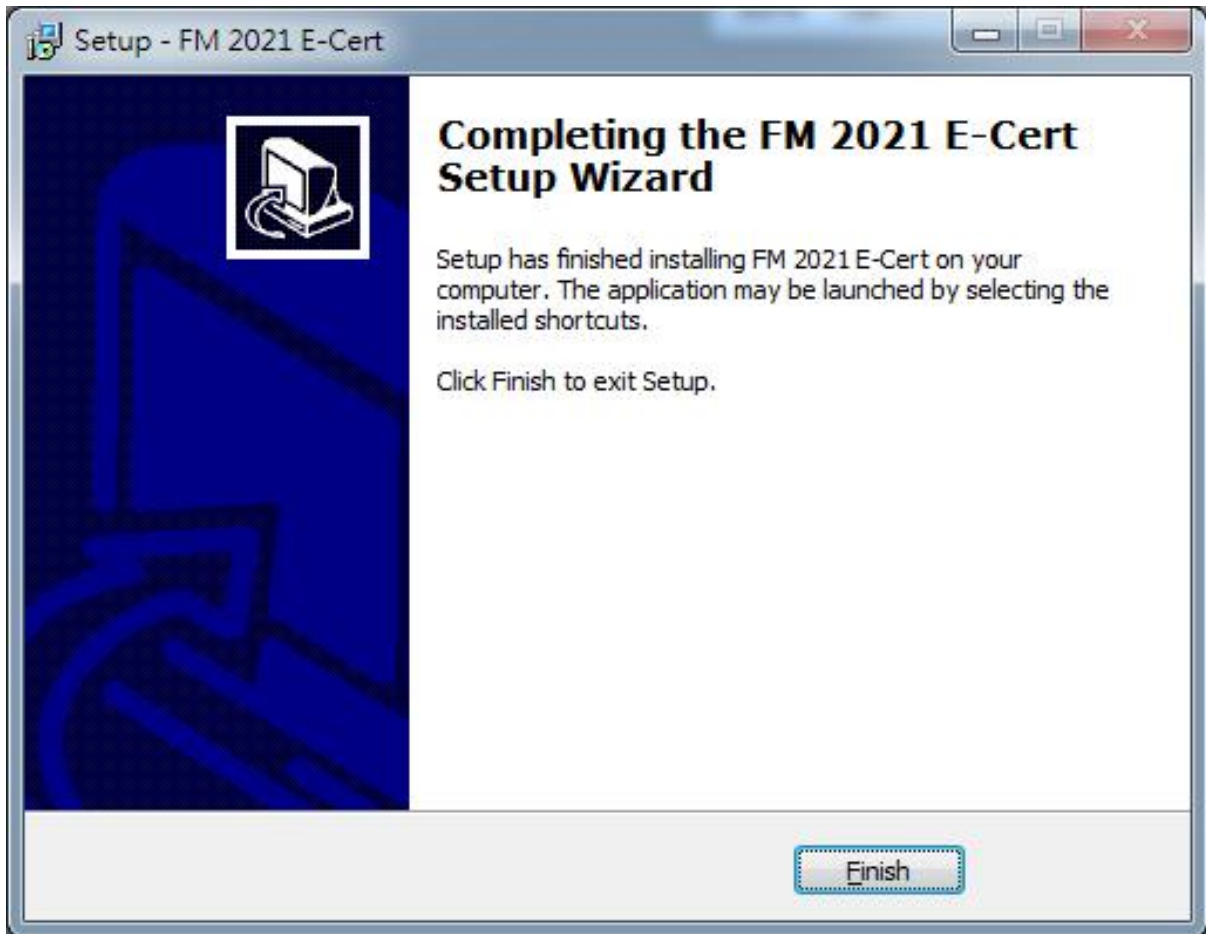 Setup - FM 2021 E-Cert
Completing the FM 2021 E-Cert
Setup Wizard
Setup has finished installing FM 2021 E-Cert on your
computer. The application may be launched by selecting the
installed shortcuts.
Click Finish to exit Setup.
Finish